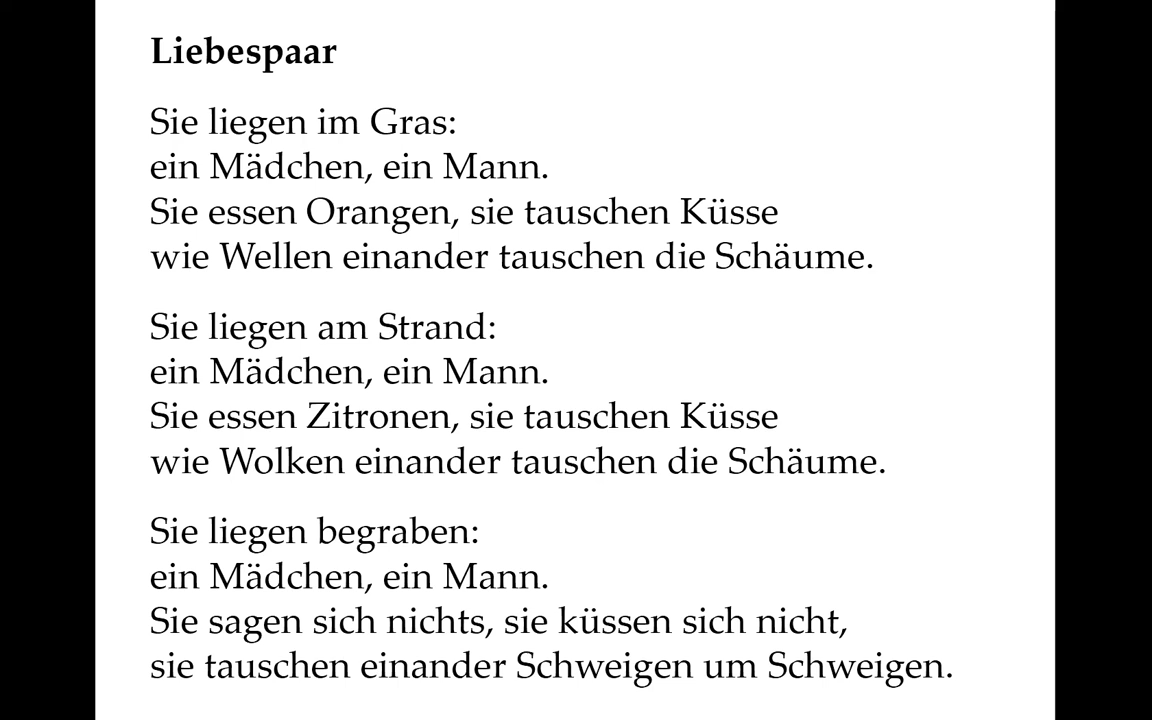 Liebespaar
Sie liegen im Gras:
ein Mädchen, ein Mann.
Sie essen Orangen, sie tauschen Küsse
wie Wellen einander tauschen die Schäume.
Sie liegen am Strand:
ein Mädchen, ein Mann.
Sie essen Zitronen, sie tauschen Küsse
wie Wolken einander tauschen die Schäume.
Sie liegen begraben:
ein Mädchen, ein Mann.
Sie sagen sich nichts, sie küssen sich nicht,
sie tauschen einander Schweigen um Schweigen.